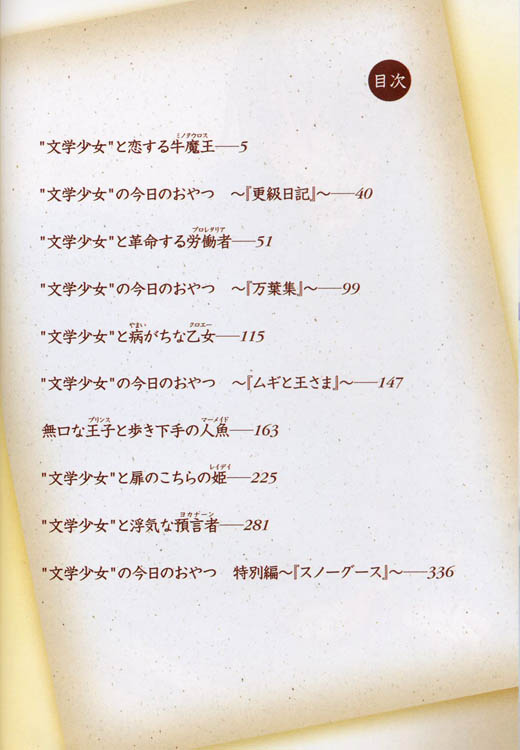 目次
ミノタウロス
"文学少女"と恋する牛魔王──5
"文学少女"の今日のおやつ　～『更級日記』～──40
プロレタリア
"文学少女"と革命する労働者──51
"文学少女"の今日のおやつ　～『万葉集』～──99
やまい　クロエー
"文学少女"と病がちな乙女──115
"文学少女"の今日のおやつ　～『ムギと王さま』～──147
プリンス　マーメイド
無口な王子と歩き下手の人魚──163
レイディ
"文学少女"と扉のこちらの姫──225
ヨカナーン
"文学少女"と浮気な預言者──281
"文学少女"の今日のおやつ　特別編～『スノーグース』～──336